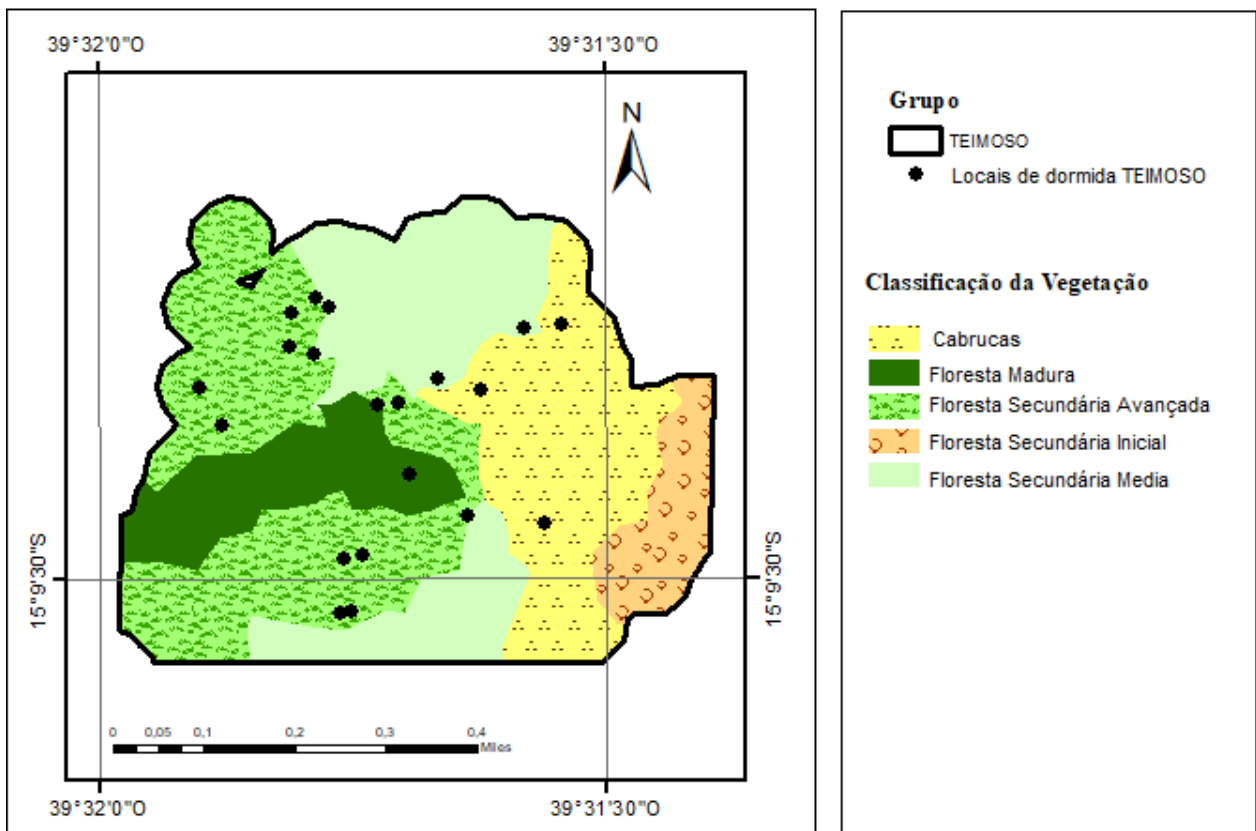 39°32'0"O 39°31'30"O
N
15°9'30"S 15°9'30"S
0 0,05 0,1 0,2 0,3 0,4
Miles
39°32'0"O 39°31'30"O
Grupo
TEIMOSO
Locais de dormida TEIMOSO
Classificação da Vegetação
Cabrucas
Floresta Madura
Floresta Secundária Avançada
Floresta Secundária Inicial
Floresta Secundária Media